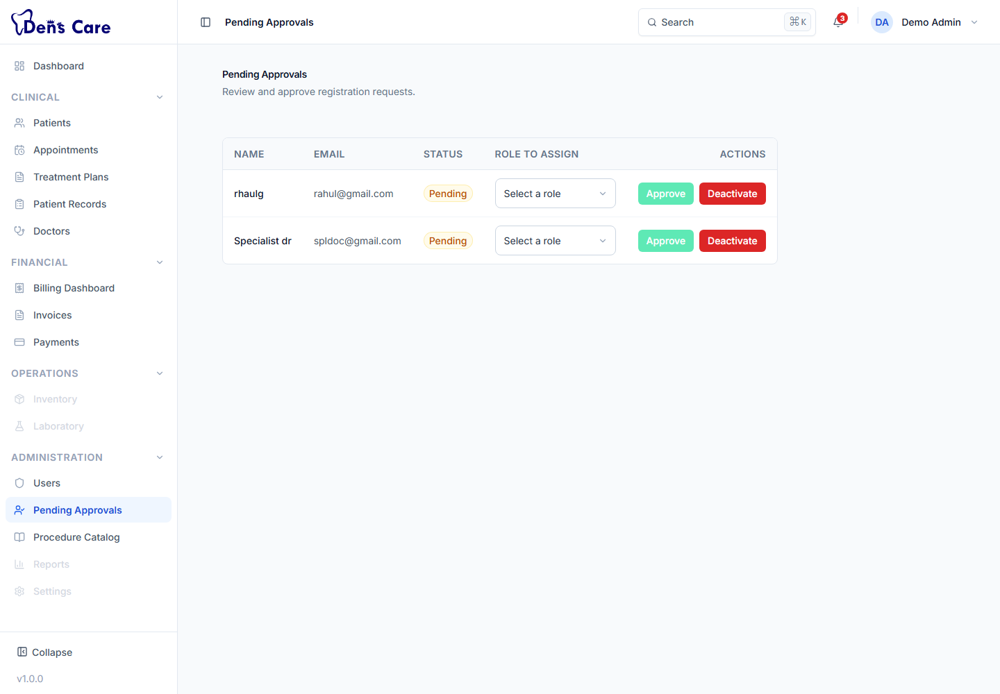 Dens Care
Pending Approvals
Search
⌘K
3
DA
Demo Admin
Dashboard
CLINICAL
Patients
Appointments
Treatment Plans
Patient Records
Doctors
FINANCIAL
Billing Dashboard
Invoices
Payments
OPERATIONS
Inventory
Laboratory
ADMINISTRATION
Users
Pending Approvals
Procedure Catalog
Reports
Settings
Collapse
v1.0.0
Pending Approvals
Review and approve registration requests.
NAME EMAIL STATUS ROLE TO ASSIGN ACTIONS
rhaulg rahul@gmail.com Pending Select a role Approve Deactivate
Specialist dr spldoc@gmail.com Pending Select a role Approve Deactivate